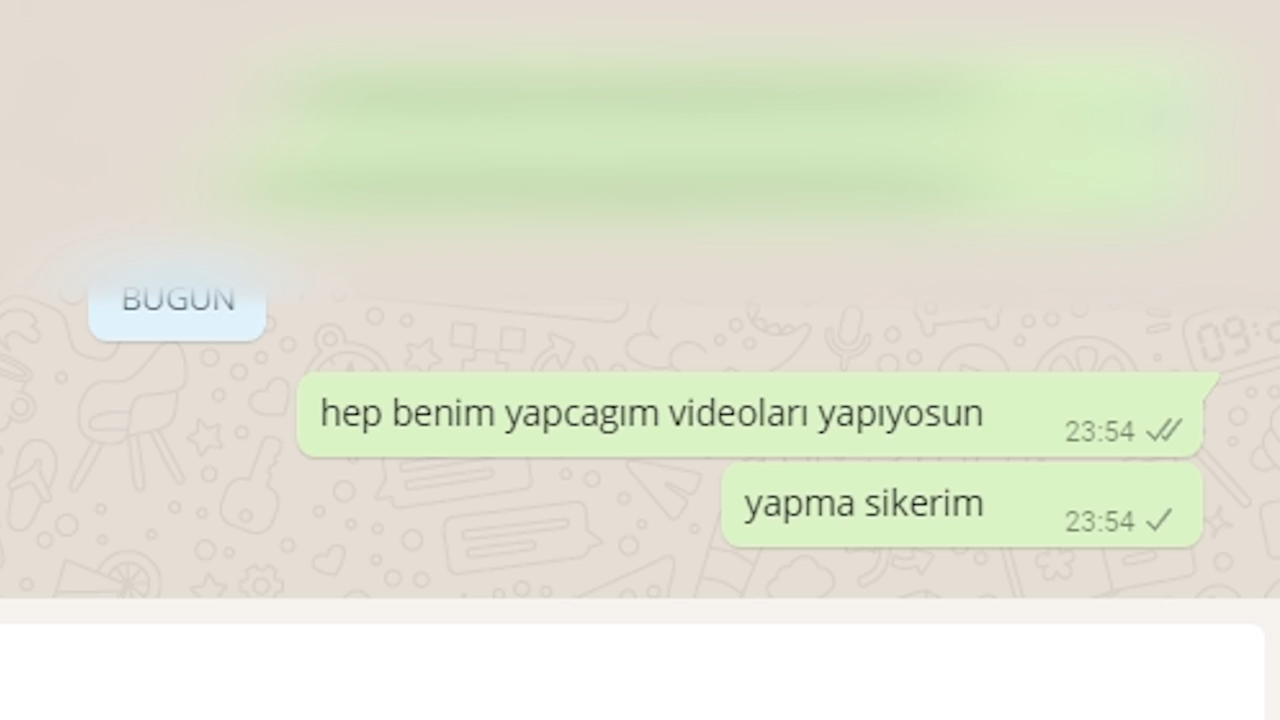 BUGÜN
hep benim yapcagım videoları yapıyosun
23:54
yapma sikerim
23:54